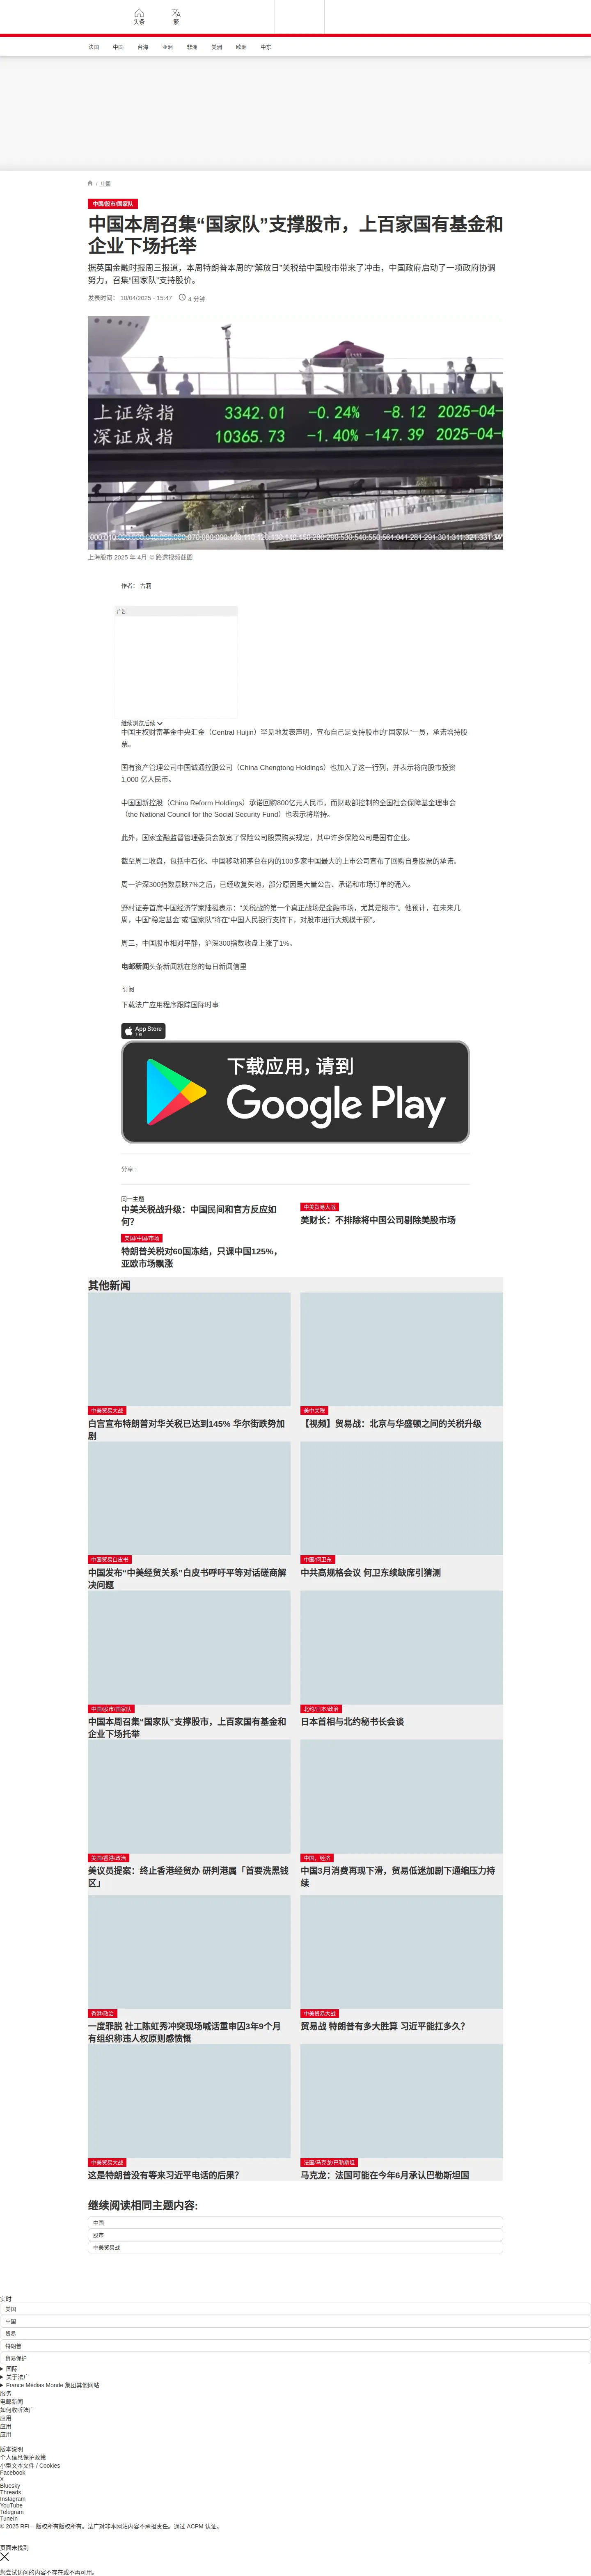 头条
繁
法国
中国
台海
亚洲
非洲
美洲
欧洲
中东
/ 中国
中国/股市/国家队
中国本周召集“国家队”支撑股市，上百家国有基金和
企业下场托举
据英国金融时报周三报道，本周特朗普本周的“解放日”关税给中国股市带来了冲击，中国政府启动了一项政府协调
努力，召集“国家队”支持股价。
发表时间： 10/04/2025 - 15:47
4 分钟
上证综指 3342.01 -0.24% -8.12 2025-04-
深证成指 10365.73 -1.40% -147.39 2025-04-0
上海股市 2025 年 4月 © 路透视频截图
作者： 古莉
广告
继续浏览后续
中国主权财富基金中央汇金（Central Huijin）罕见地发表声明，宣布自己是支持股市的“国家队”一员，承诺增持股
票。
国有资产管理公司中国诚通控股公司（China Chengtong Holdings）也加入了这一行列，并表示将向股市投资
1,000 亿人民币。
中国国新控股（China Reform Holdings）承诺回购800亿元人民币，而财政部控制的全国社会保障基金理事会
（the National Council for the Social Security Fund）也表示将增持。
此外，国家金融监督管理委员会放宽了保险公司股票购买规定，其中许多保险公司是国有企业。
截至周二收盘，包括中石化、中国移动和茅台在内的100多家中国最大的上市公司宣布了回购自身股票的承诺。
周一沪深300指数暴跌7%之后，已经收复失地，部分原因是大量公告、承诺和市场订单的涌入。
野村证券首席中国经济学家陆挺表示：“关税战的第一个真正战场是金融市场，尤其是股市”。他预计，在未来几
周，中国“稳定基金”或“国家队”将在“中国人民银行支持下，对股市进行大规模干预”。
周三，中国股市相对平静，沪深300指数收盘上涨了1%。
电邮新闻头条新闻就在您的每日新闻信里
订阅
下载法广应用程序跟踪国际时事
App Store
下载
下载应用，请到
Google Play
分享 :
同一主题
中美关税战升级：中国民间和官方反应如
何？
中美贸易大战
美财长：不排除将中国公司剔除美股市场
美国/中国/市场
特朗普关税对60国冻结，只课中国125%，
亚欧市场飘涨
其他新闻
中美贸易大战
白宫宣布特朗普对华关税已达到145% 华尔街跌势加
剧
美中关税
【视频】贸易战：北京与华盛顿之间的关税升级
中国贸易白皮书
中国发布“中美经贸关系”白皮书呼吁平等对话磋商解
决问题
中国/何卫东
中共高规格会议 何卫东续缺席引猜测
中国/股市/国家队
中国本周召集“国家队”支撑股市，上百家国有基金和
企业下场托举
北约/日本/政治
日本首相与北约秘书长会谈
美国/香港/政治
美议员提案：终止香港经贸办 研判港属「首要洗黑钱
区」
中国、经济
中国3月消费再现下滑，贸易低迷加剧下通缩压力持
续
香港/政治
一度罪脱 社工陈虹秀冲突现场喊话重审囚3年9个月
有组织称违人权原则感愤慨
中美贸易大战
贸易战 特朗普有多大胜算 习近平能扛多久？
中美贸易大战
这是特朗普没有等来习近平电话的后果？
法国/马克龙/巴勒斯坦
马克龙：法国可能在今年6月承认巴勒斯坦国
继续阅读相同主题内容:
中国
股市
中美贸易战
实时
美国
中国
贸易
特朗普
贸易保护
国际
关于法广
France Médias Monde 集团其他网站
服务
电邮新闻
如何收听法广
应用
应用
应用
版本说明
个人信息保护政策
小型文本文件 / Cookies
Facebook
X
Bluesky
Threads
Instagram
YouTube
Telegram
TuneIn
© 2025 RFI – 版权所有版权所有。法广对非本网站内容不承担责任。通过 ACPM 认证。
页面未找到
您尝试访问的内容不存在或不再可用。